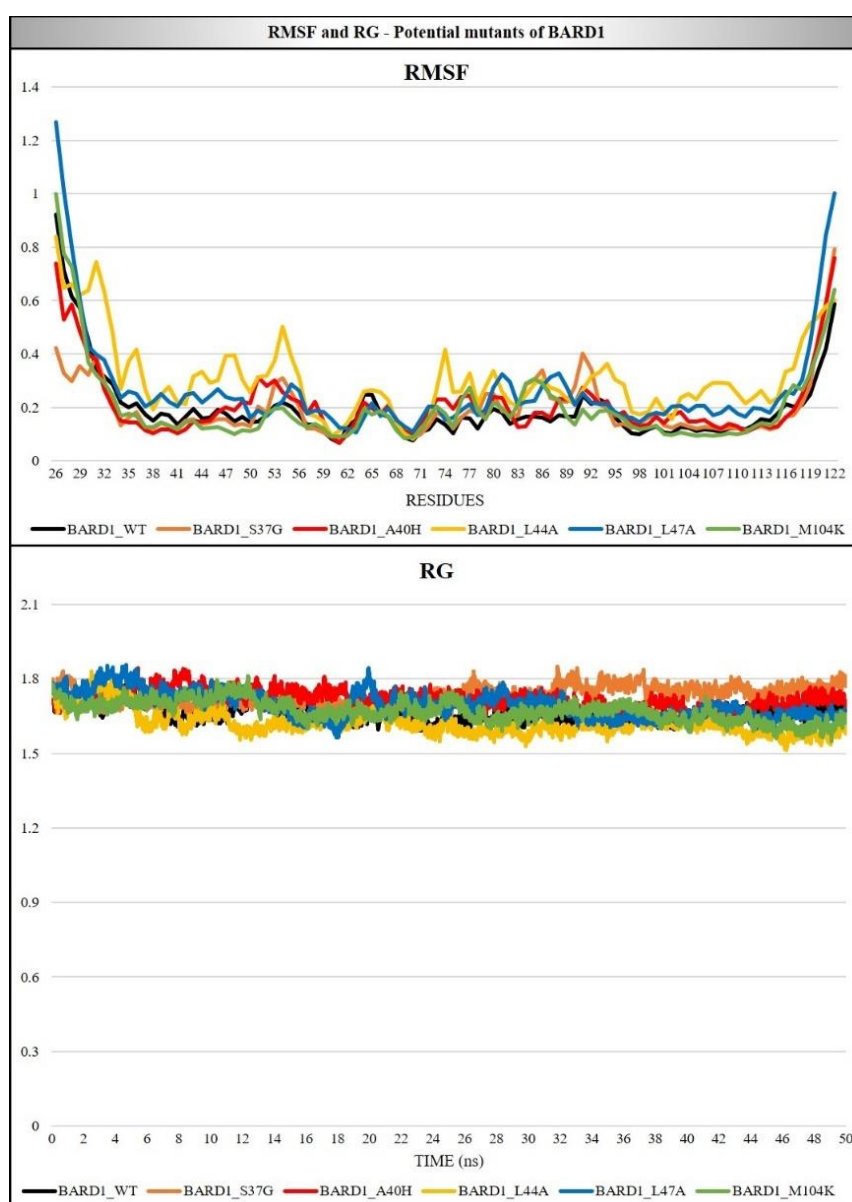 RMSF and RG - Potential mutants of BARD1
RMSF
1.4
1.2
1
0.8
0.6
0.4
0.2
0
26 29 32 35 38 41 44 47 50 53 56 59 62 65 68 71 74 77 80 83 86 89 92 95 98 101 104 107 110 113 116 119 122
RESIDUES
BARD1_WT BARD1_S37G BARD1_A40H BARD1_L44A BARD1_L47A BARD1_M104K
RG
2.1
1.8
1.5
1.2
0.9
0.6
0.3
0
0 2 4 6 8 10 12 14 16 18 20 22 24 26 28 30 32 34 36 38 40 42 44 46 48 50
TIME (ns)
BARD1_WT BARD1_S37G BARD1_A40H BARD1_L44A BARD1_L47A BARD1_M104K